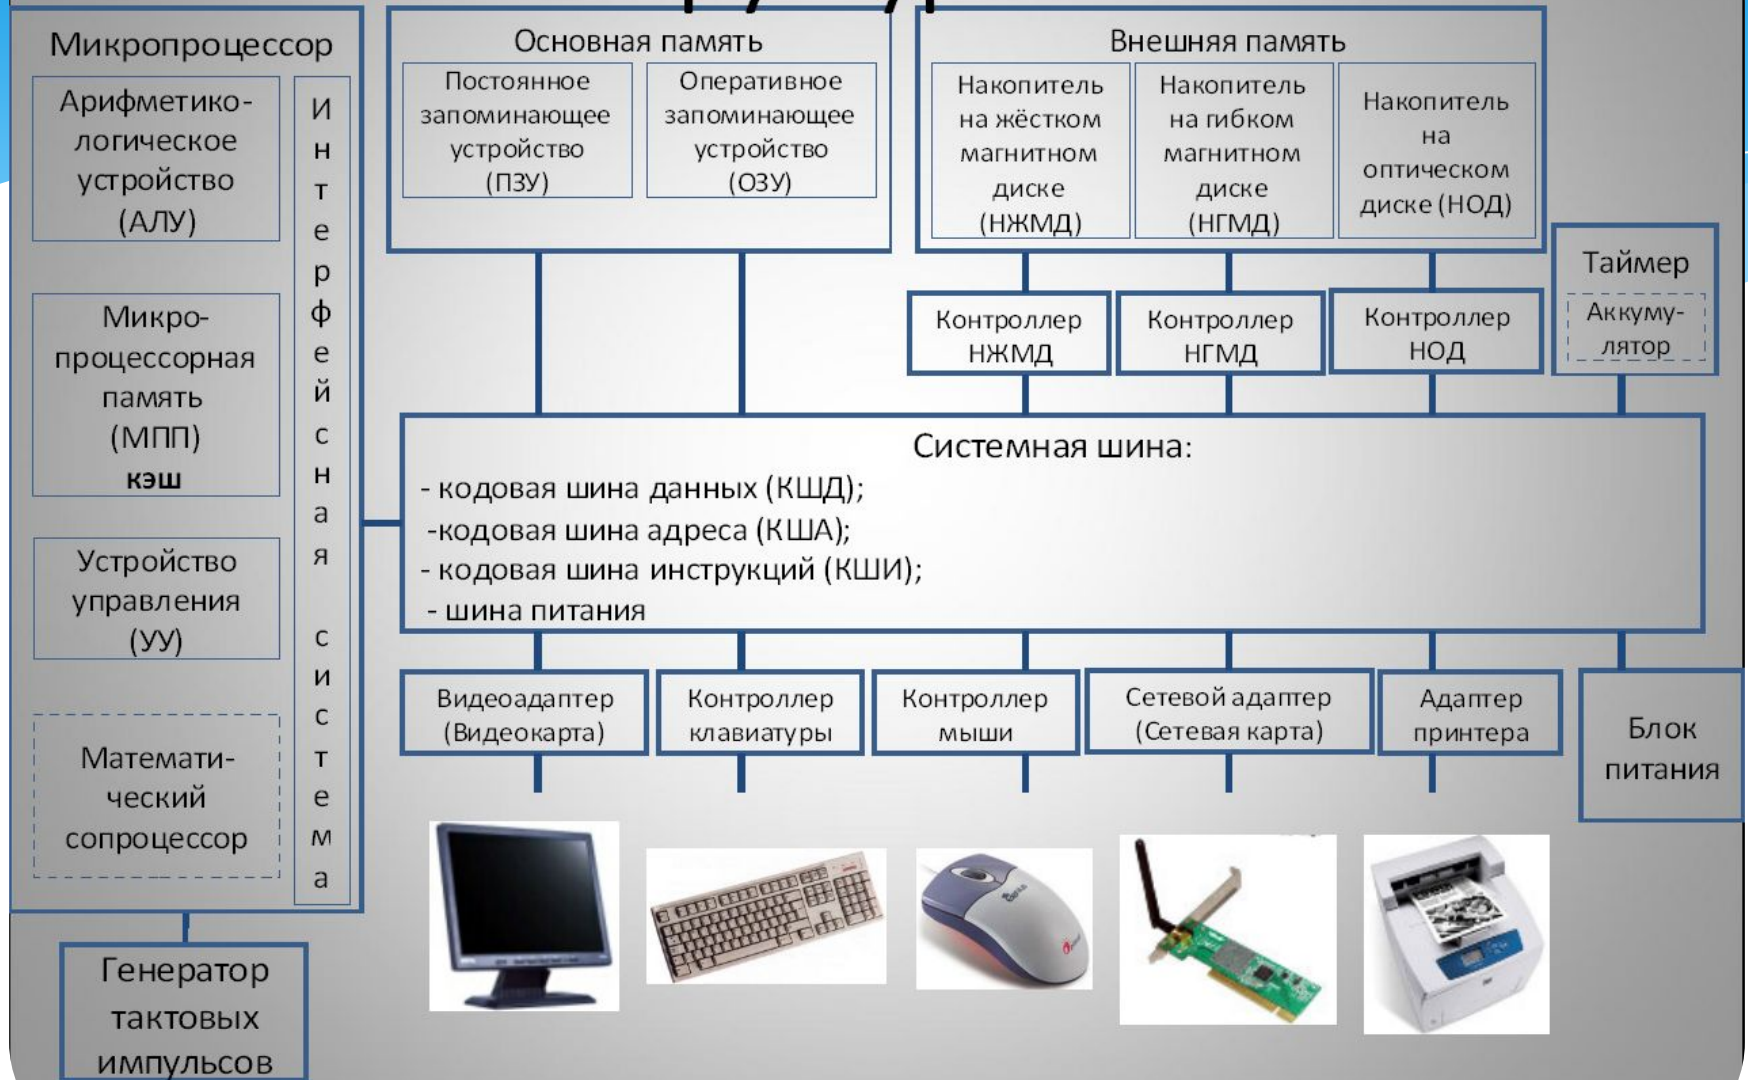 Микропроцессор
Арифметико-
логическое
устройство
(АЛУ)
Микро-
процессорная
память
(МПП)
кэш
Устройство
управления
(УУ)
Математи-
ческий
сопроцессор
Интерфейсная система
Генератор
тактовых
импульсов
Основная память
Постоянное
запоминающее
устройство
(ПЗУ)
Оперативное
запоминающее
устройство
(ОЗУ)
Внешняя память
Накопитель
на жёстком
магнитном
диске
(НЖМД)
Накопитель
на гибком
магнитном
диске
(НГМД)
Накопитель
на
оптическом
диске (НОД)
Контроллер
НЖМД
Контроллер
НГМД
Контроллер
НОД
Таймер
Аккуму-
лятор
Системная шина:
- кодовая шина данных (КШД);
-кодовая шина адреса (КША);
- кодовая шина инструкций (КШИ);
- шина питания
Видеоадаптер
(Видеокарта)
Контроллер
клавиатуры
Контроллер
мыши
Сетевой адаптер
(Сетевая карта)
Адаптер
принтера
Блок
питания